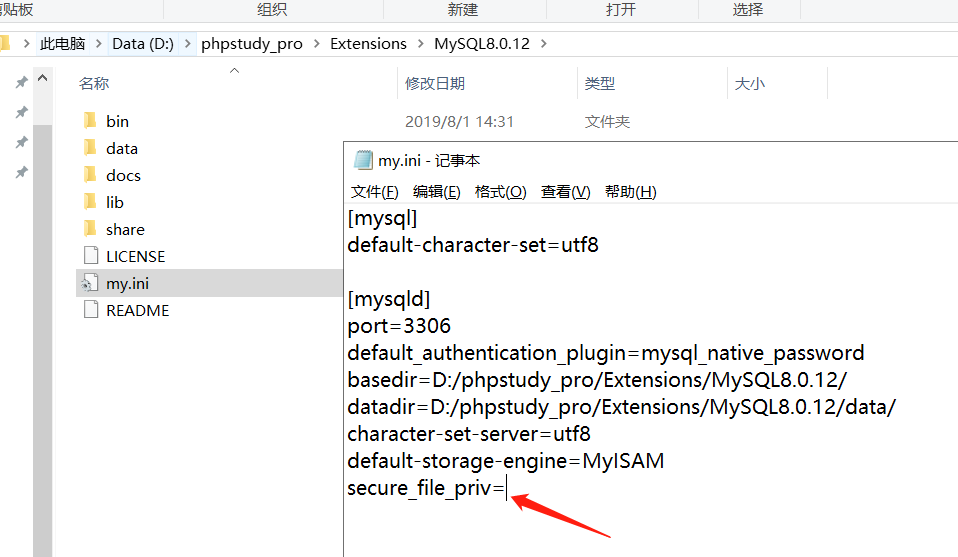 剪贴板 组织 新建 打开 选择
此电脑 > Data (D:) > phpstudy_pro > Extensions > MySQL8.0.12 >
名称 修改日期 类型 大小
bin 2019/8/1 14:31 文件夹
data
docs
lib
share
LICENSE
my.ini
README
my.ini - 记事本
文件(F) 编辑(E) 格式(O) 查看(V) 帮助(H)
[mysql]
default-character-set=utf8
[mysqld]
port=3306
default_authentication_plugin=mysql_native_password
basedir=D:/phpstudy_pro/Extensions/MySQL8.0.12/
datadir=D:/phpstudy_pro/Extensions/MySQL8.0.12/data/
character-set-server=utf8
default-storage-engine=MyISAM
secure_file_priv=